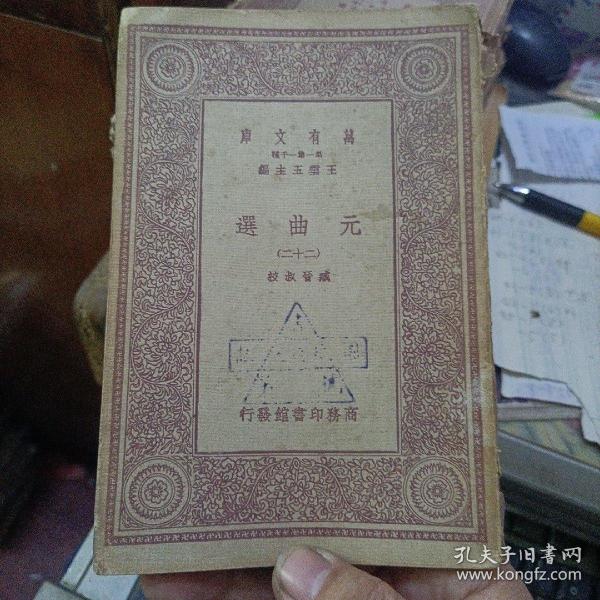 萬有文庫
第一集一千種
王雲五主編
元曲選
(二十二)
臧晉叔校
商務印書館發行
孔夫子旧书网
www.kongfz.com